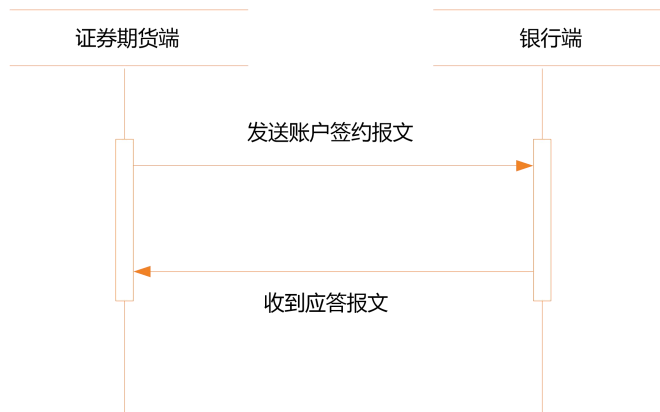 证券期货端
银行端
发送账户签约报文
收到应答报文